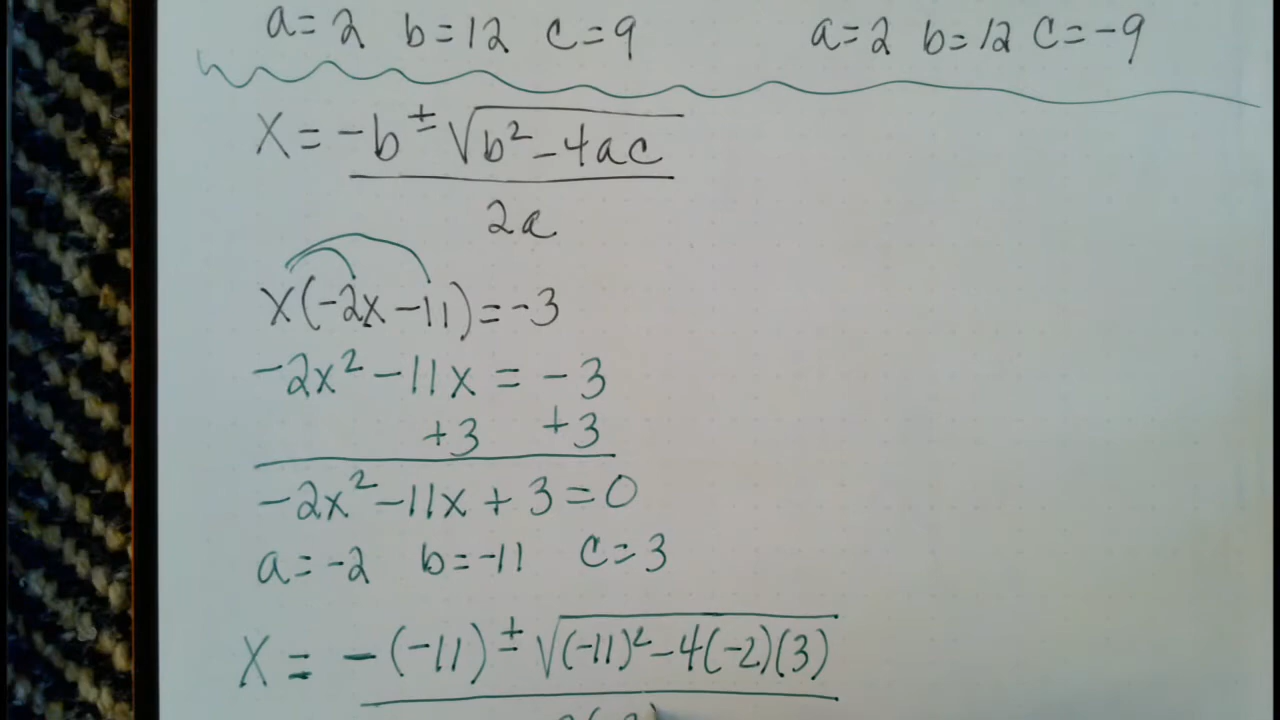 a=2 b=12 c=9
a=2 b=12 c=-9
x = -b ± √b² - 4ac
2a
x(-2x -11) = -3
-2x² - 11x = -3
+3 +3
-2x² - 11x + 3 = 0
a=-2 b=-11 c=3
x = -(-11) ± √(-11)² - 4(-2)(3)